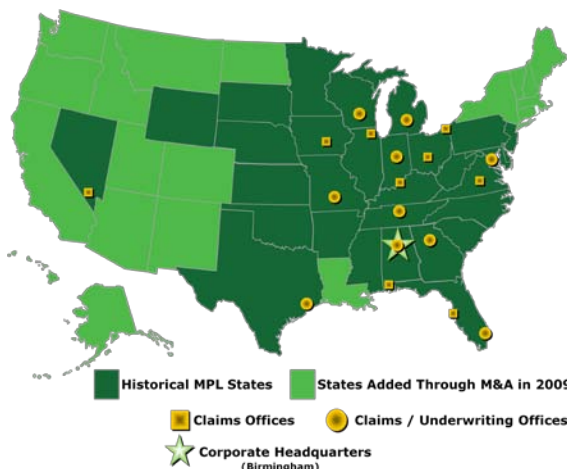 Historical MPL States
States Added Through M&A in 2009
Claims Offices
Claims / Underwriting Offices
Corporate Headquarters
(Birmingham)